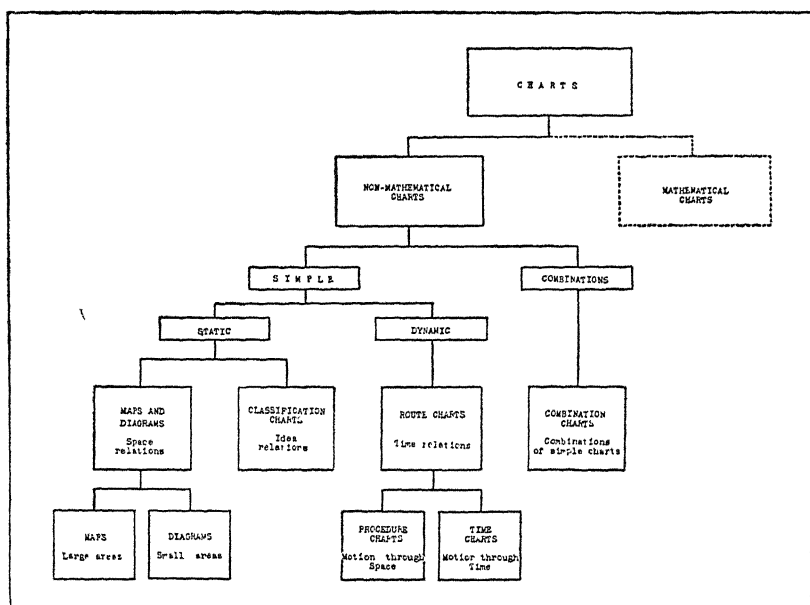 CHARTS
NON-MATHEMATICAL
CHARTS
MATHEMATICAL
CHARTS
SIMPLE
COMBINATIONS
STATIC
DYNAMIC
MAPS AND
DIAGRAMS
Space
relations
CLASSIFICATION
CHARTS
Idea
relations
ROUTE CHARTS
Time relations
COMBINATION
CHARTS
Combinations
of simple charts
MAPS
Large areas
DIAGRAMS
Small areas
PROCEDURE
CHARTS
Motion through
Space
TIME
CHARTS
Motion through
Time